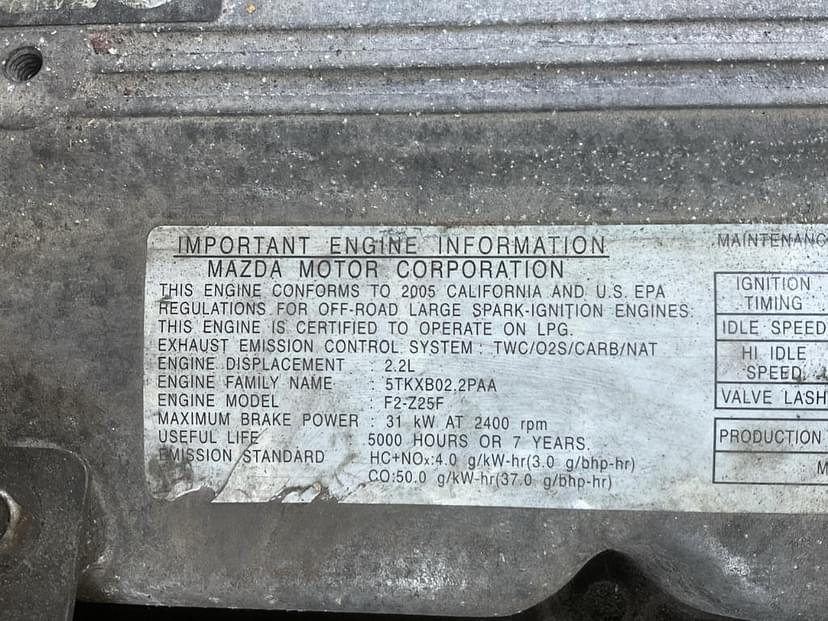 IMPORTANT ENGINE INFORMATION
MAZDA MOTOR CORPORATION
THIS ENGINE CONFORMS TO 2005 CALIFORNIA AND U.S. EPA
REGULATIONS FOR OFF-ROAD LARGE SPARK-IGNITION ENGINES.
THIS ENGINE IS CERTIFIED TO OPERATE ON LPG.
EXHAUST EMISSION CONTROL SYSTEM : TWC/O2S/CARB/NAT
ENGINE DISPLACEMENT : 2.2L
ENGINE FAMILY NAME : 5TKXB02.2PAA
ENGINE MODEL : F2-Z25F
MAXIMUM BRAKE POWER : 31 kW AT 2400 rpm
USEFUL LIFE 5000 HOURS OR 7 YEARS.
EMISSION STANDARD HC+NOx:4.0 g/kW-hr(3.0 g/bhp-hr)
CO:50.0 g/kW-hr(37.0 g/bhp-hr)
MAINTENANC
IGNITION
TIMING
IDLE SPEED
HI IDLE
SPEED
VALVE LASH
PRODUCTION
M